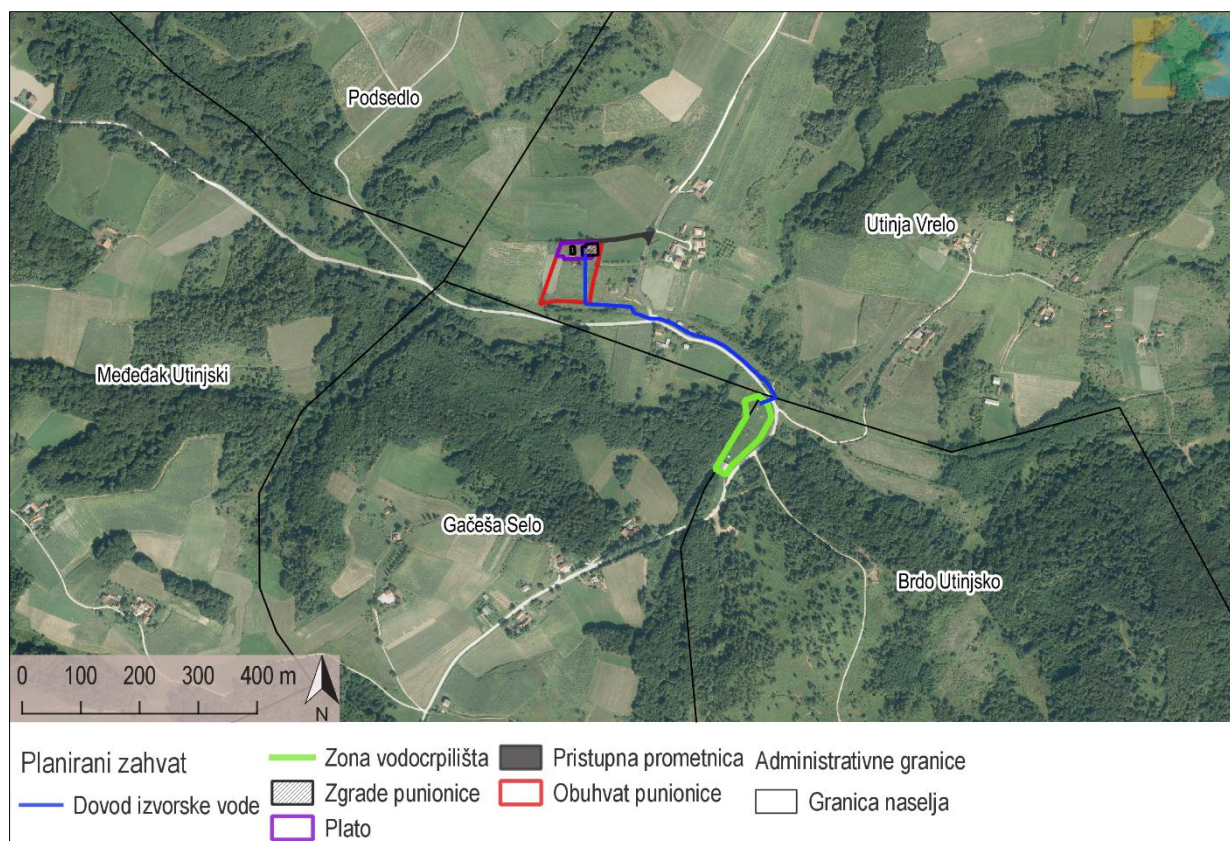 Podsedlo
Utinja Vrelo
Međeđak Utinjski
Gačeša Selo
Brdo Utinjsko
0 100 200 300 400 m
N
Planirani zahvat
Dovod izvorske vode
Zona vodocrpilišta
Zgrade punionice
Plato
Pristupna prometnica
Obuhvat punionice
Administrativne granice
Granica naselja